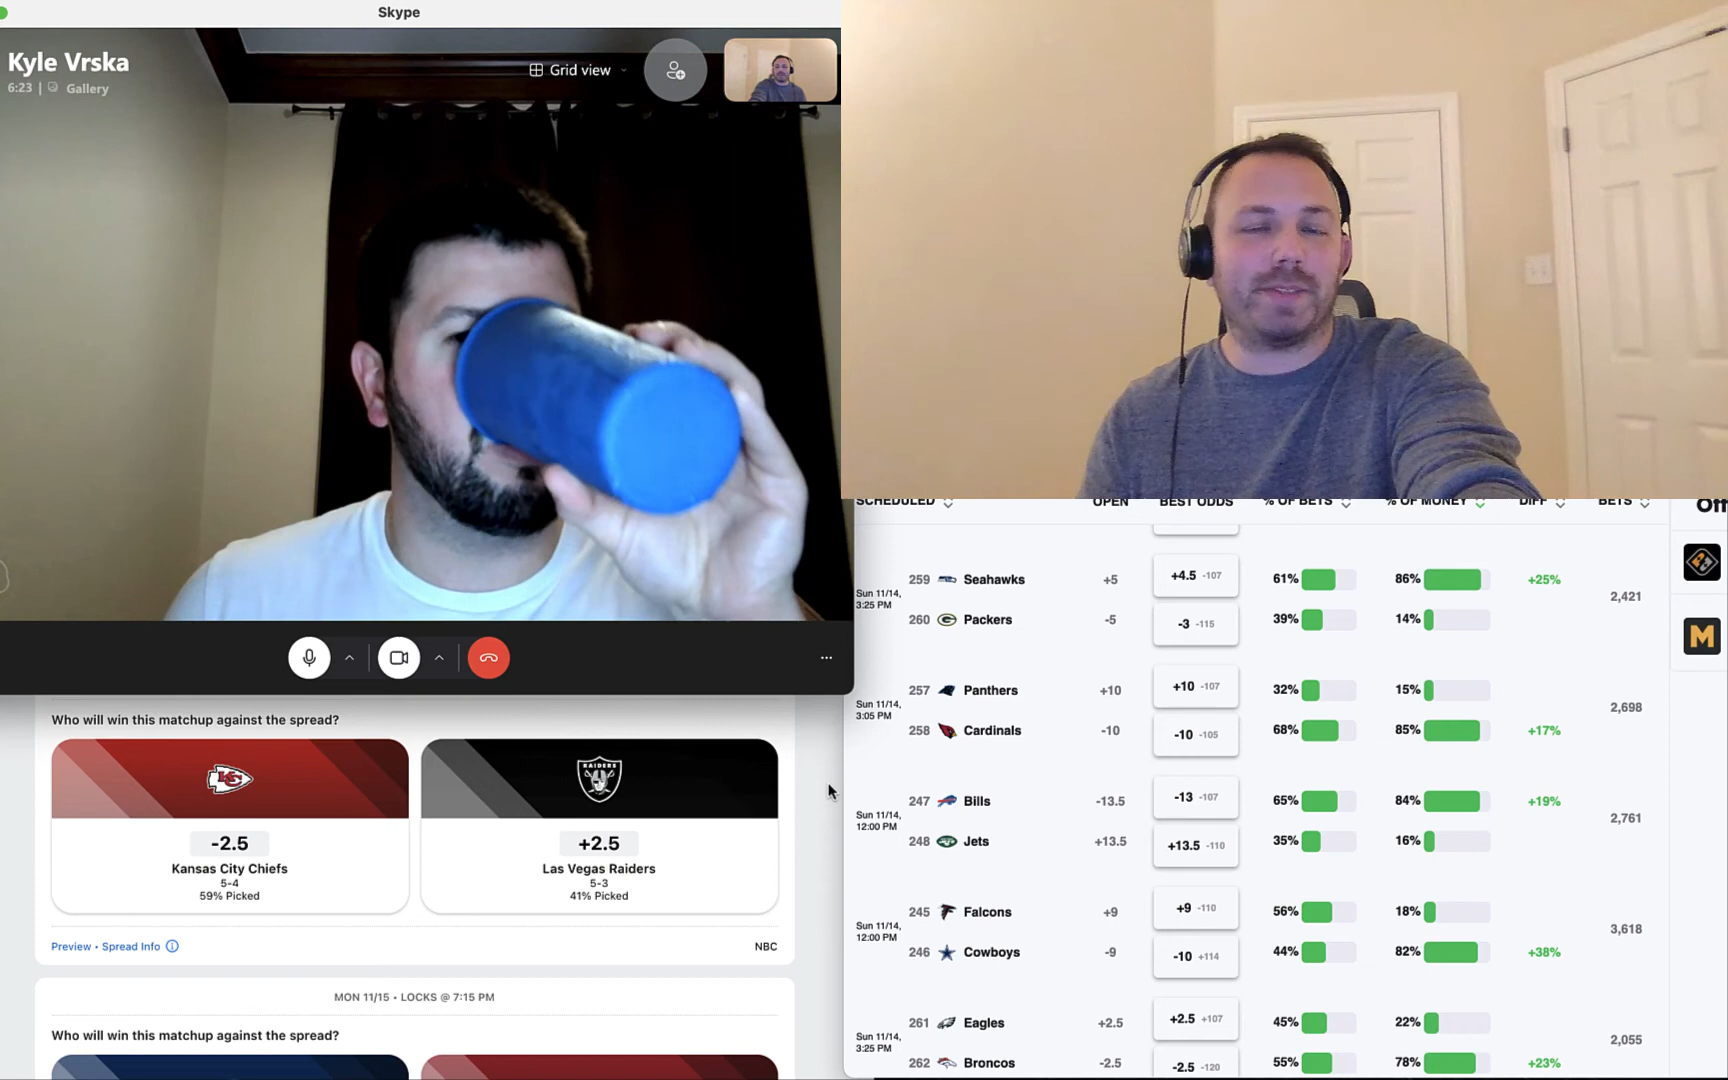 Skype
Kyle Vrska
6:23 | Gallery
Grid view
SCHEDULED OPEN BEST ODDS % OF BETS % OF MONEY DIFF BETS
259 Seahawks +5 +4.5 -107 61% 86% +25%
Sun 11/14, 3:25 PM 2,421
260 Packers -5 -3 -115 39% 14%
257 Panthers +10 +10 -107 32% 15%
Sun 11/14, 3:05 PM 2,698
258 Cardinals -10 -10 -105 68% 85% +17%
247 Bills -13.5 -13 -107 65% 84% +19%
Sun 11/14, 12:00 PM 2,761
248 Jets +13.5 +13.5 -110 35% 16%
245 Falcons +9 +9 -110 56% 18%
Sun 11/14, 12:00 PM 3,618
246 Cowboys -9 -10 +114 44% 82% +38%
261 Eagles +2.5 +2.5 +107 45% 22%
Sun 11/14, 3:25 PM 2,055
262 Broncos -2.5 -2.5 -120 55% 78% +23%
M
Who will win this matchup against the spread?
KC
RAIDERS
-2.5
Kansas City Chiefs
5-4
59% Picked
+2.5
Las Vegas Raiders
5-3
41% Picked
Preview • Spread Info
NBC
MON 11/15 • LOCKS @ 7:15 PM
Who will win this matchup against the spread?